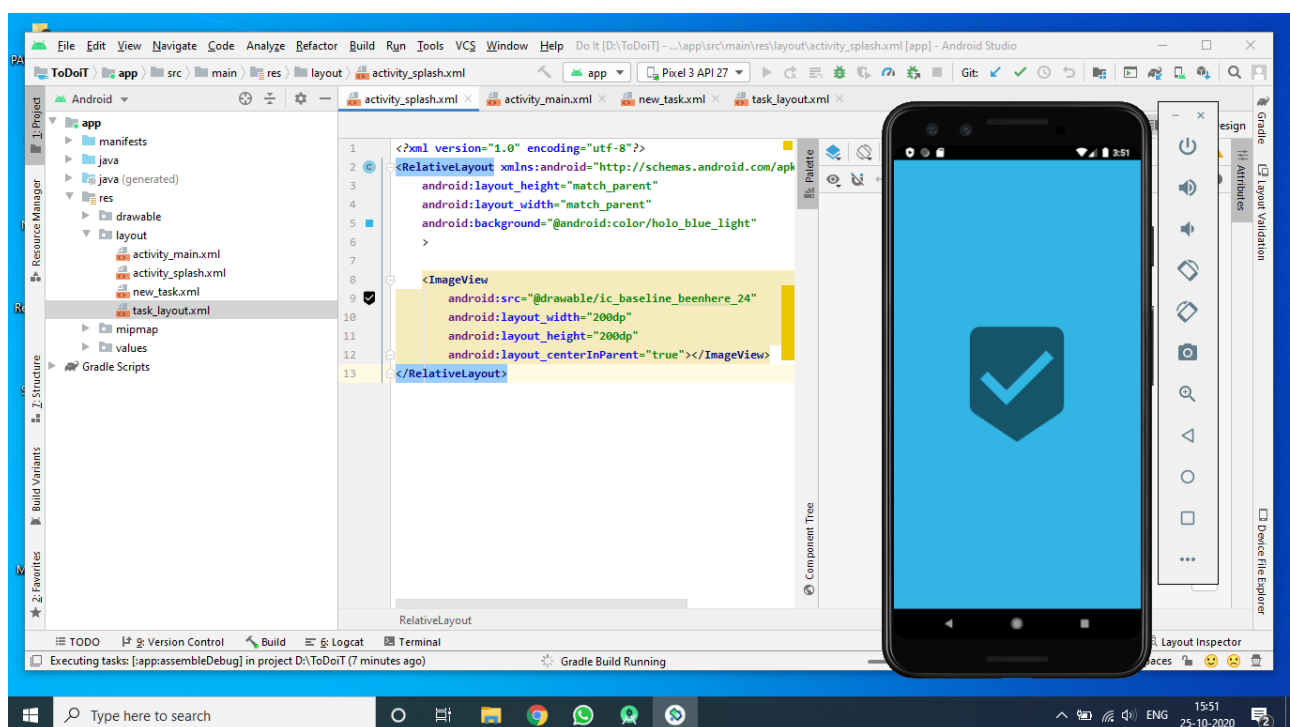 File Edit View Navigate Code Analyze Refactor Build Run Tools VCS Window Help Do It [D:\ToDoiT] - ...\app\src\main\res\layout\activity_splash.xml [app] - Android Studio
ToDoiT app src main res layout activity_splash.xml app Pixel 3 API 27 Git:
Android
activity_splash.xml activity_main.xml new_task.xml task_layout.xml
app
manifests
java
java (generated)
res
drawable
layout
activity_main.xml
activity_splash.xml
new_task.xml
task_layout.xml
mipmap
values
Gradle Scripts
1: Project
Resource Manager
Z: Structure
Build Variants
2: Favorites
1 <?xml version="1.0" encoding="utf-8"?>
2 <RelativeLayout xmlns:android="http://schemas.android.com/apk
3 android:layout_height="match_parent"
4 android:layout_width="match_parent"
5 android:background="@android:color/holo_blue_light"
6 >
7
8 <ImageView
9 android:src="@drawable/ic_baseline_beenhere_24"
10 android:layout_width="200dp"
11 android:layout_height="200dp"
12 android:layout_centerInParent="true"></ImageView>
13 </RelativeLayout>
RelativeLayout
Palette
Component Tree
3:51
esign
Attributes
Gradle
Layout Validation
Device File Explorer
TODO 9: Version Control Build 6: Logcat Terminal Layout Inspector
Executing tasks: [:app:assembleDebug] in project D:\ToDoiT (7 minutes ago) Gradle Build Running paces
Type here to search
ENG
15:51
25-10-2020
2